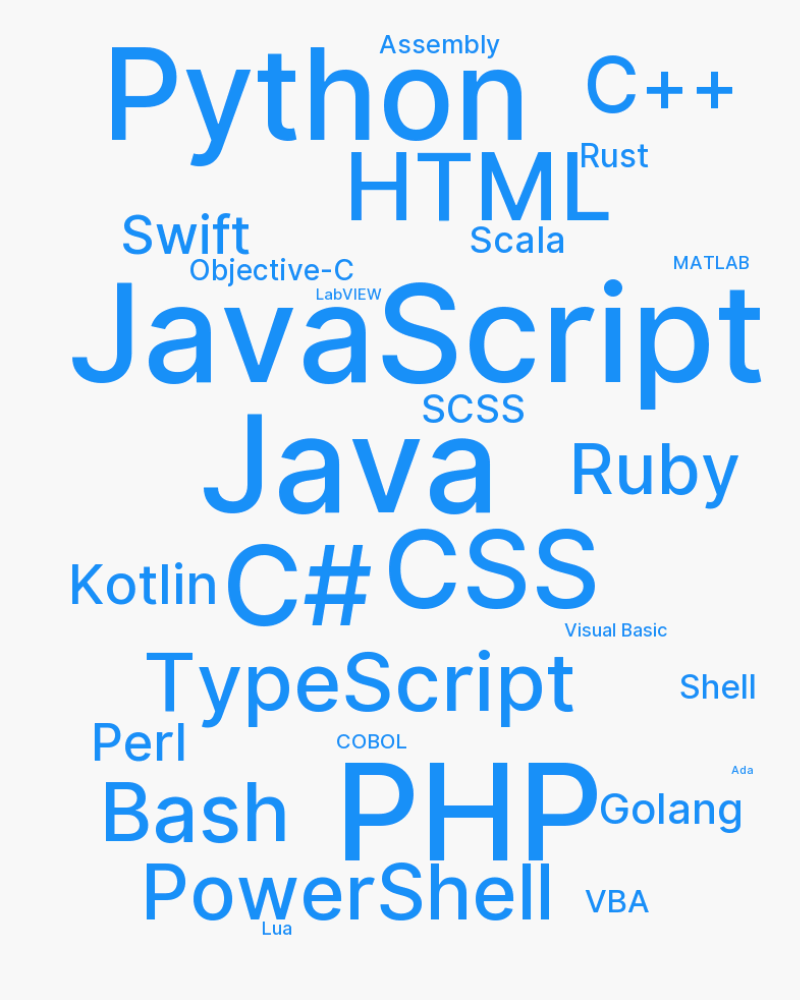 Assembly
Python
C++
HTML
Rust
Swift
Scala
Objective-C
MATLAB
LabVIEW
JavaScript
SCSS
Java
Ruby
Kotlin
C#
CSS
Visual Basic
TypeScript
Shell
Perl
COBOL
Ada
Bash
PHP
Golang
PowerShell
VBA
Lua